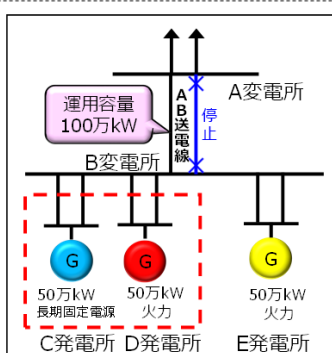 A変電所
運用容量
100万kW
AB送電線
停止
B変電所
G
G
G
50万kW
長期固定電源
50万kW
火力
50万kW
火力
C発電所
D発電所
E発電所